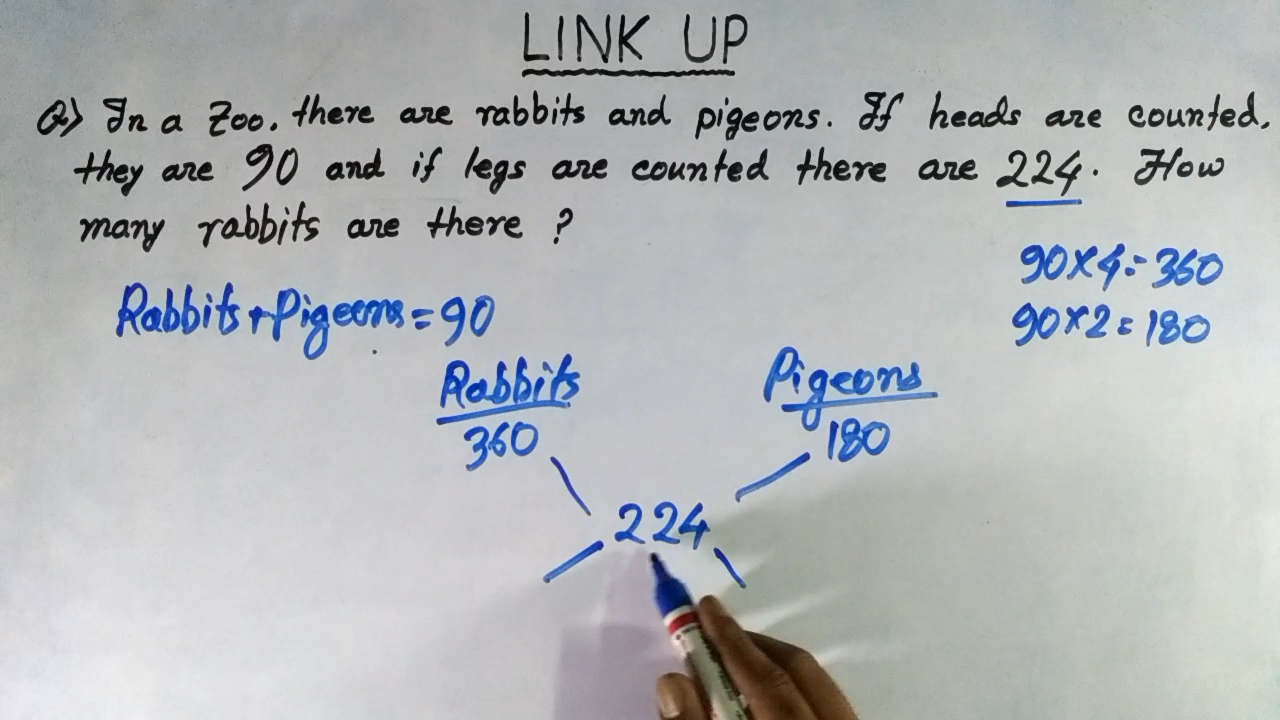 LINK UP
Q) In a Zoo, there are rabbits and pigeons. If heads are counted,
they are 90 and if legs are counted there are 224. How
many rabbits are there ?
90×4=360
90×2=180
Rabbits+Pigeons=90
Rabbits Pigeons
360 180
224